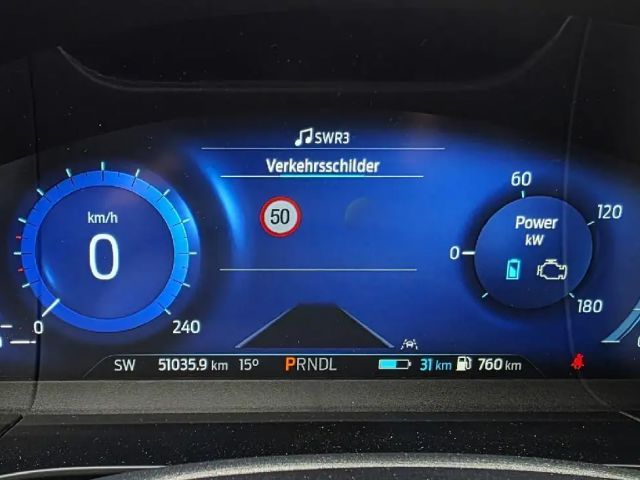 SWR3
Verkehrsschilder
50
km/h
0
0
240
60
120
Power
kW
0
180
SW 51035.9 km 15° PRNDL 31 km 760 km